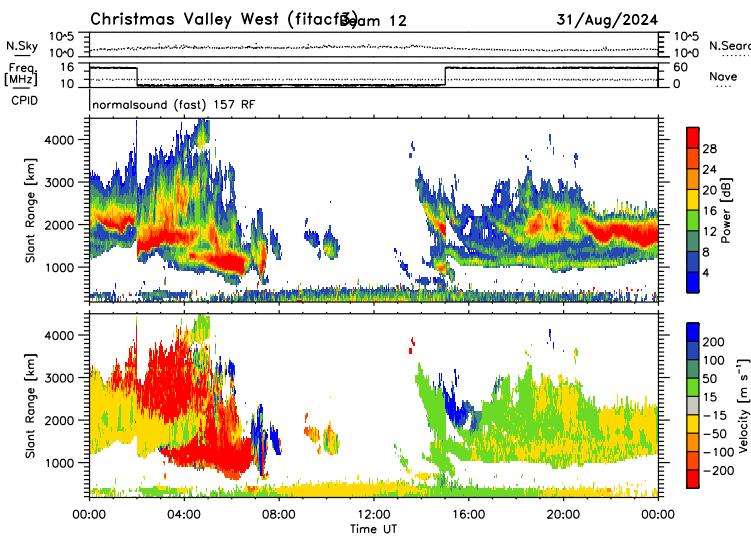 Christmas Valley West (fitacf3) Beam 12 31/Aug/2024
N.Sky 10^5 10^0 10^5 10^0 N.Searc
Freq. [MHz] 16 10 60 0 Nave
CPID normalsound (fast) 157 RF
Slant Range [km] 4000 3000 2000 1000
Power [dB] 28 24 20 16 12 8 4
Slant Range [km] 4000 3000 2000 1000
Velocity [m s⁻¹] 200 100 50 15 −15 −50 −100 −200
00:00 04:00 08:00 12:00 16:00 20:00 00:00
Time UT